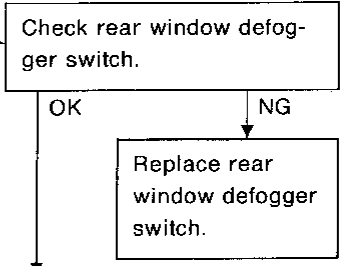 Check rear window defog-
ger switch.
OK
NG
Replace rear
window defogger
switch.